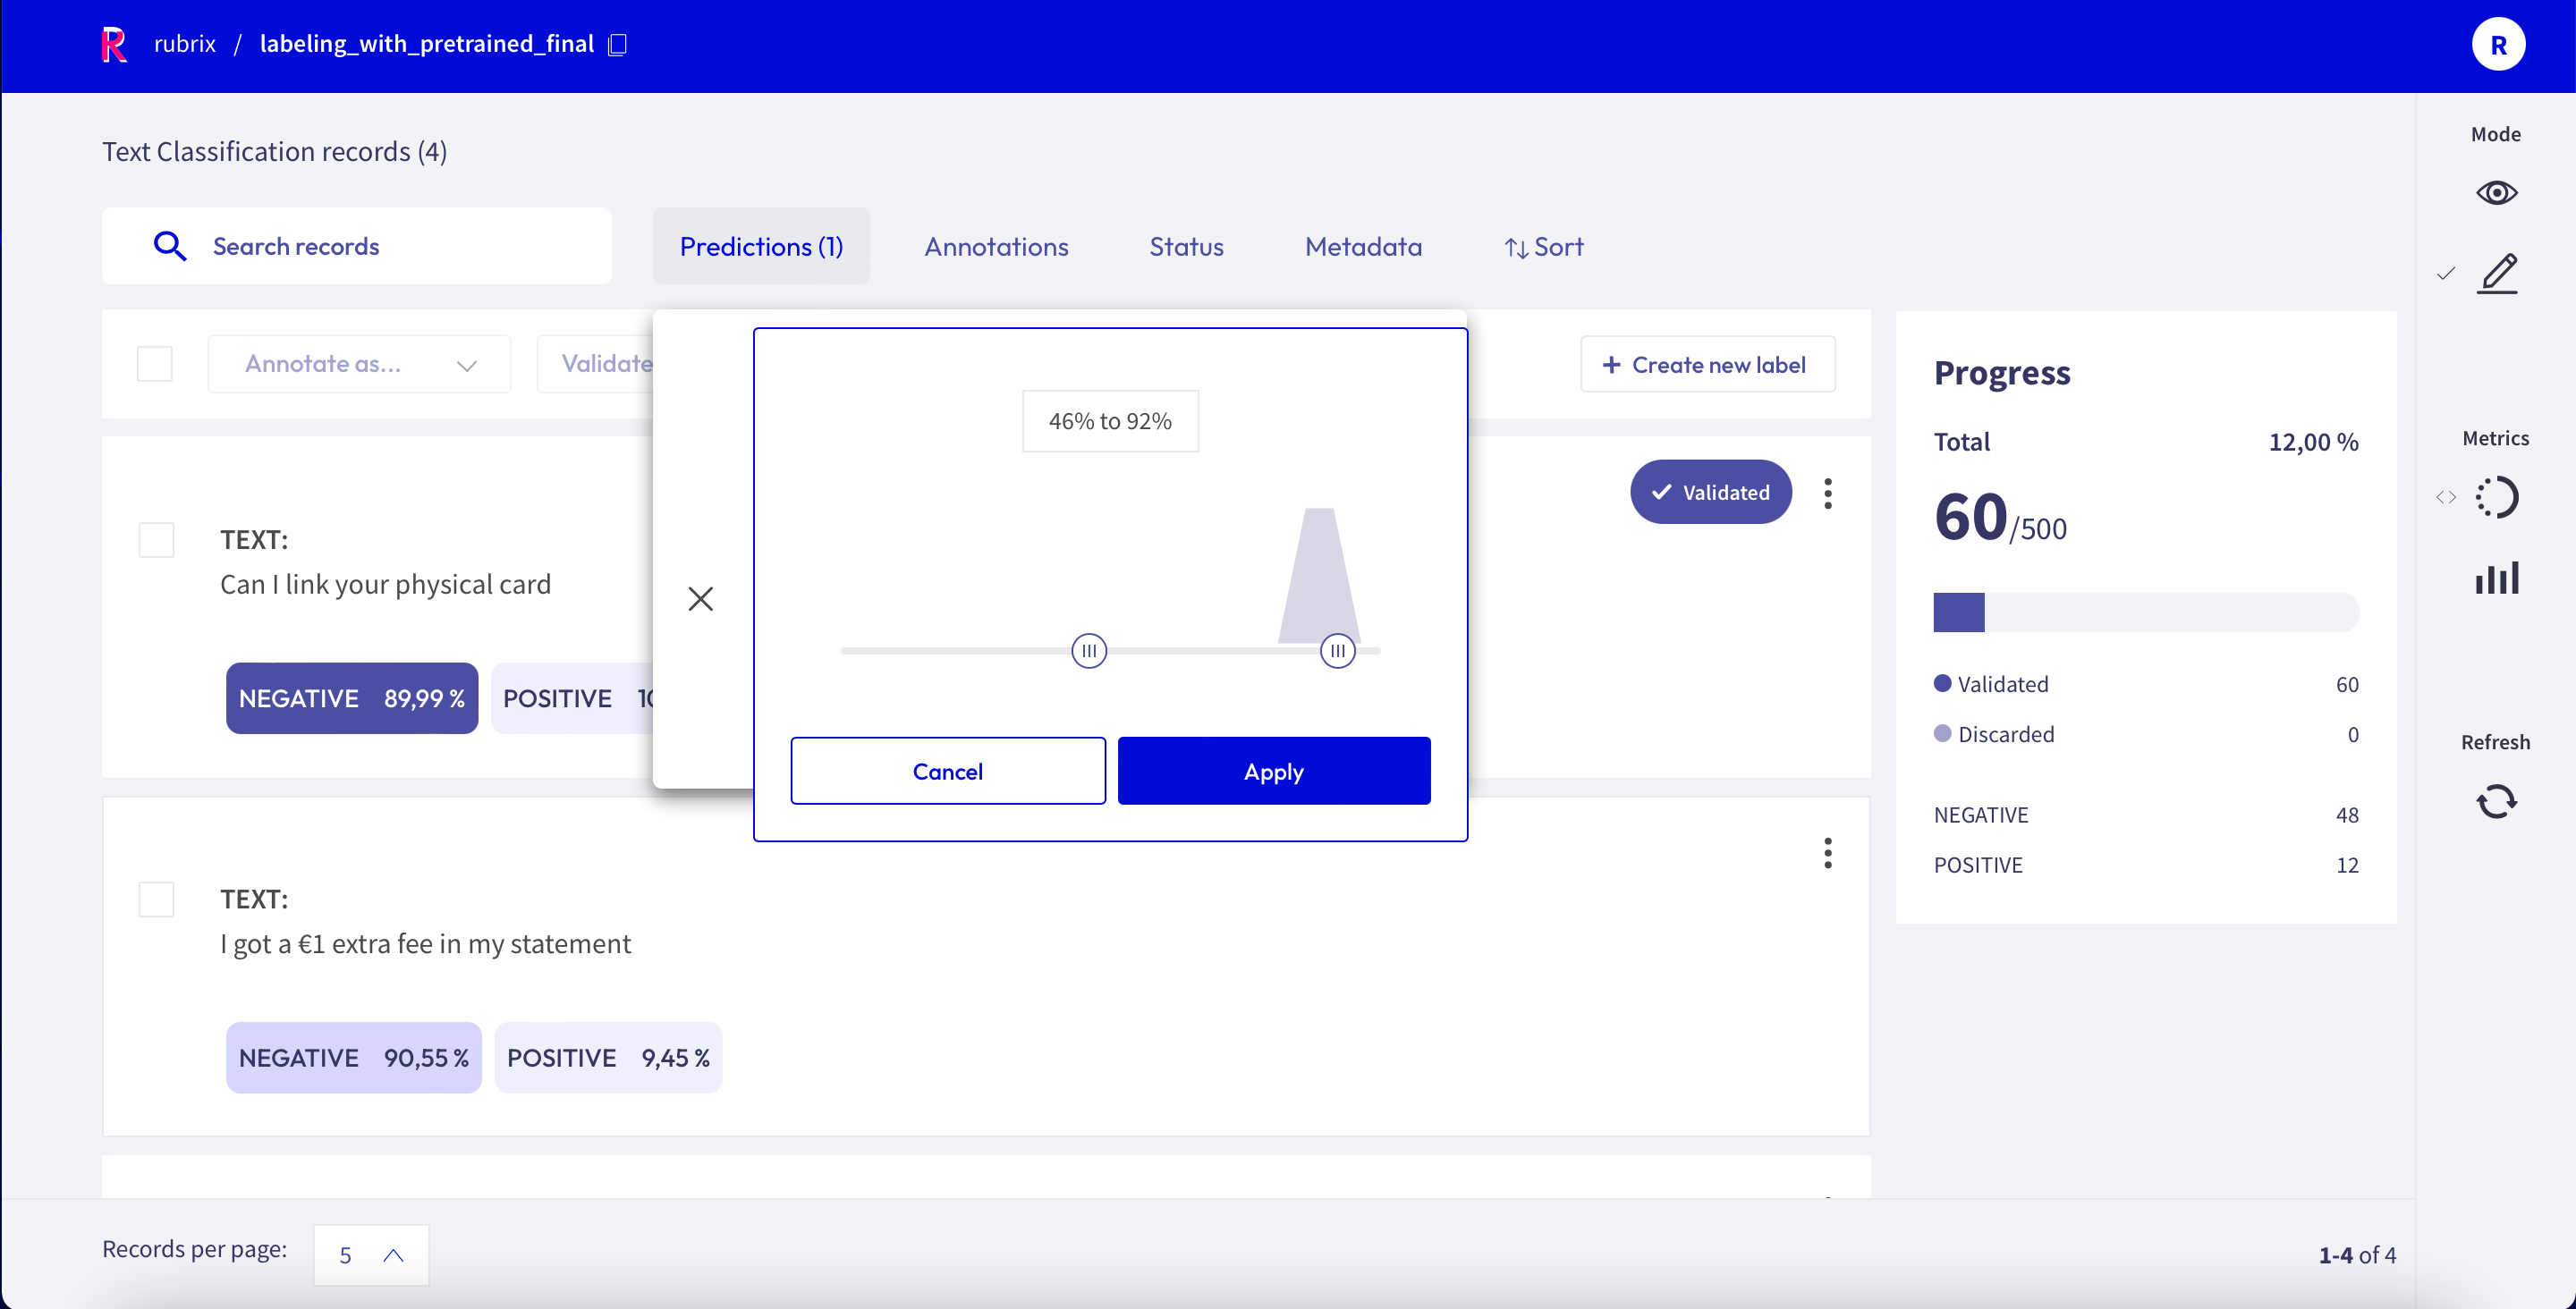 R rubrix / labeling_with_pretrained_final
R
Text Classification records (4)
Search records
Predictions (1)
Annotations
Status
Metadata
Sort
Annotate as...
Validate
+ Create new label
46% to 92%
Cancel
Apply
Validated
TEXT:
Can I link your physical card
NEGATIVE 89,99 %
POSITIVE
TEXT:
I got a €1 extra fee in my statement
NEGATIVE 90,55 %
POSITIVE 9,45 %
Records per page: 5
1-4 of 4
Progress
Total 12,00 %
60/500
Validated 60
Discarded 0
NEGATIVE 48
POSITIVE 12
Mode
Metrics
Refresh